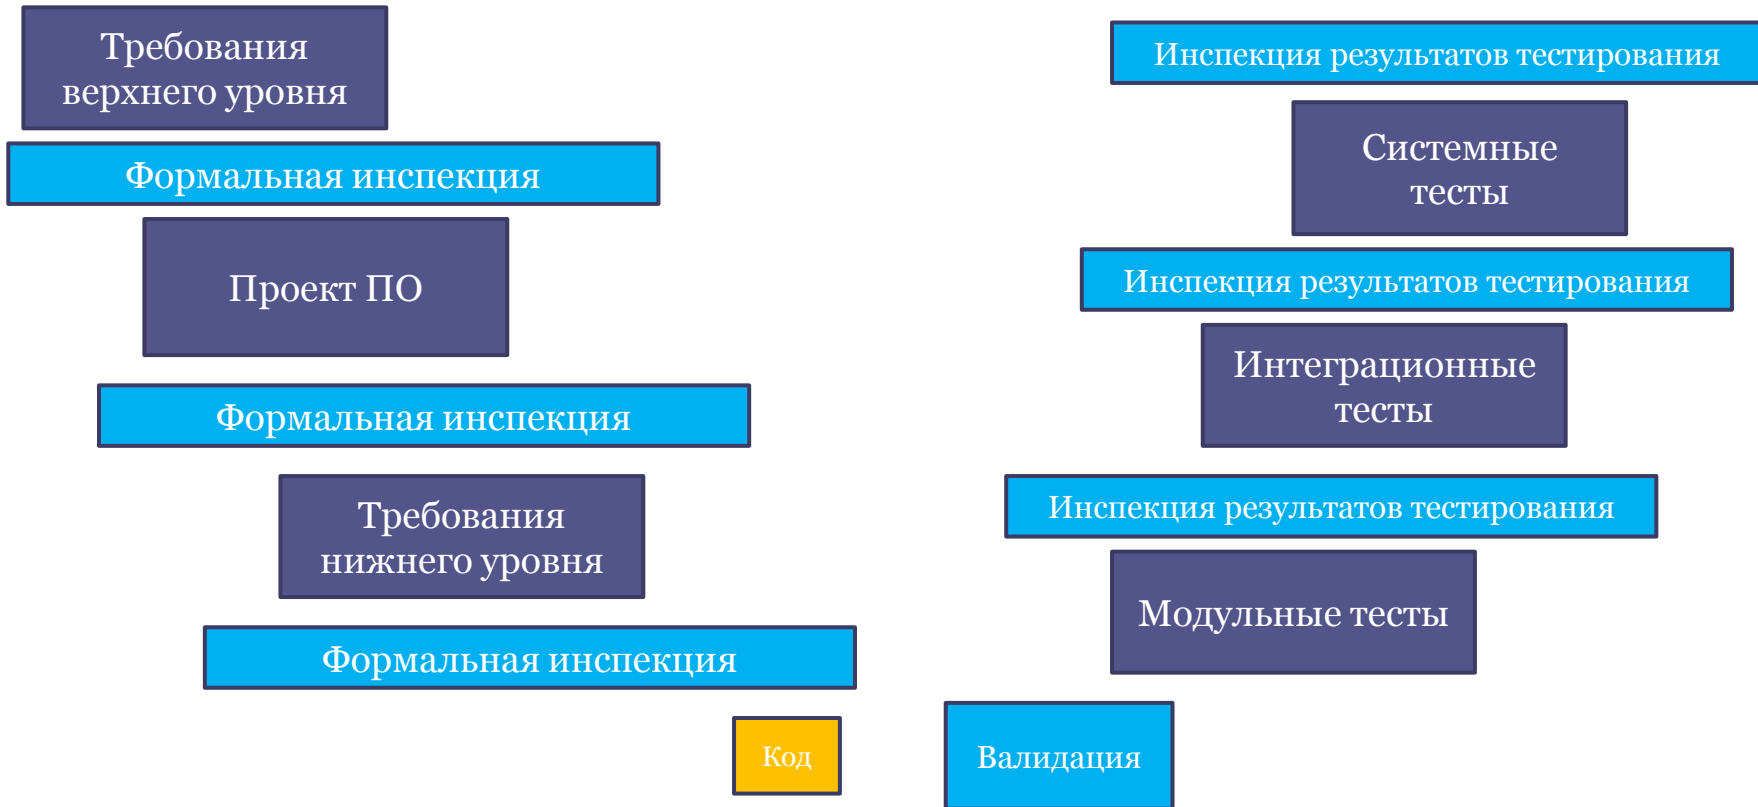 Требования
верхнего уровня
Формальная инспекция
Проект ПО
Формальная инспекция
Требования
нижнего уровня
Формальная инспекция
Код
Инспекция результатов тестирования
Системные
тесты
Инспекция результатов тестирования
Интеграционные
тесты
Инспекция результатов тестирования
Модульные тесты
Валидация